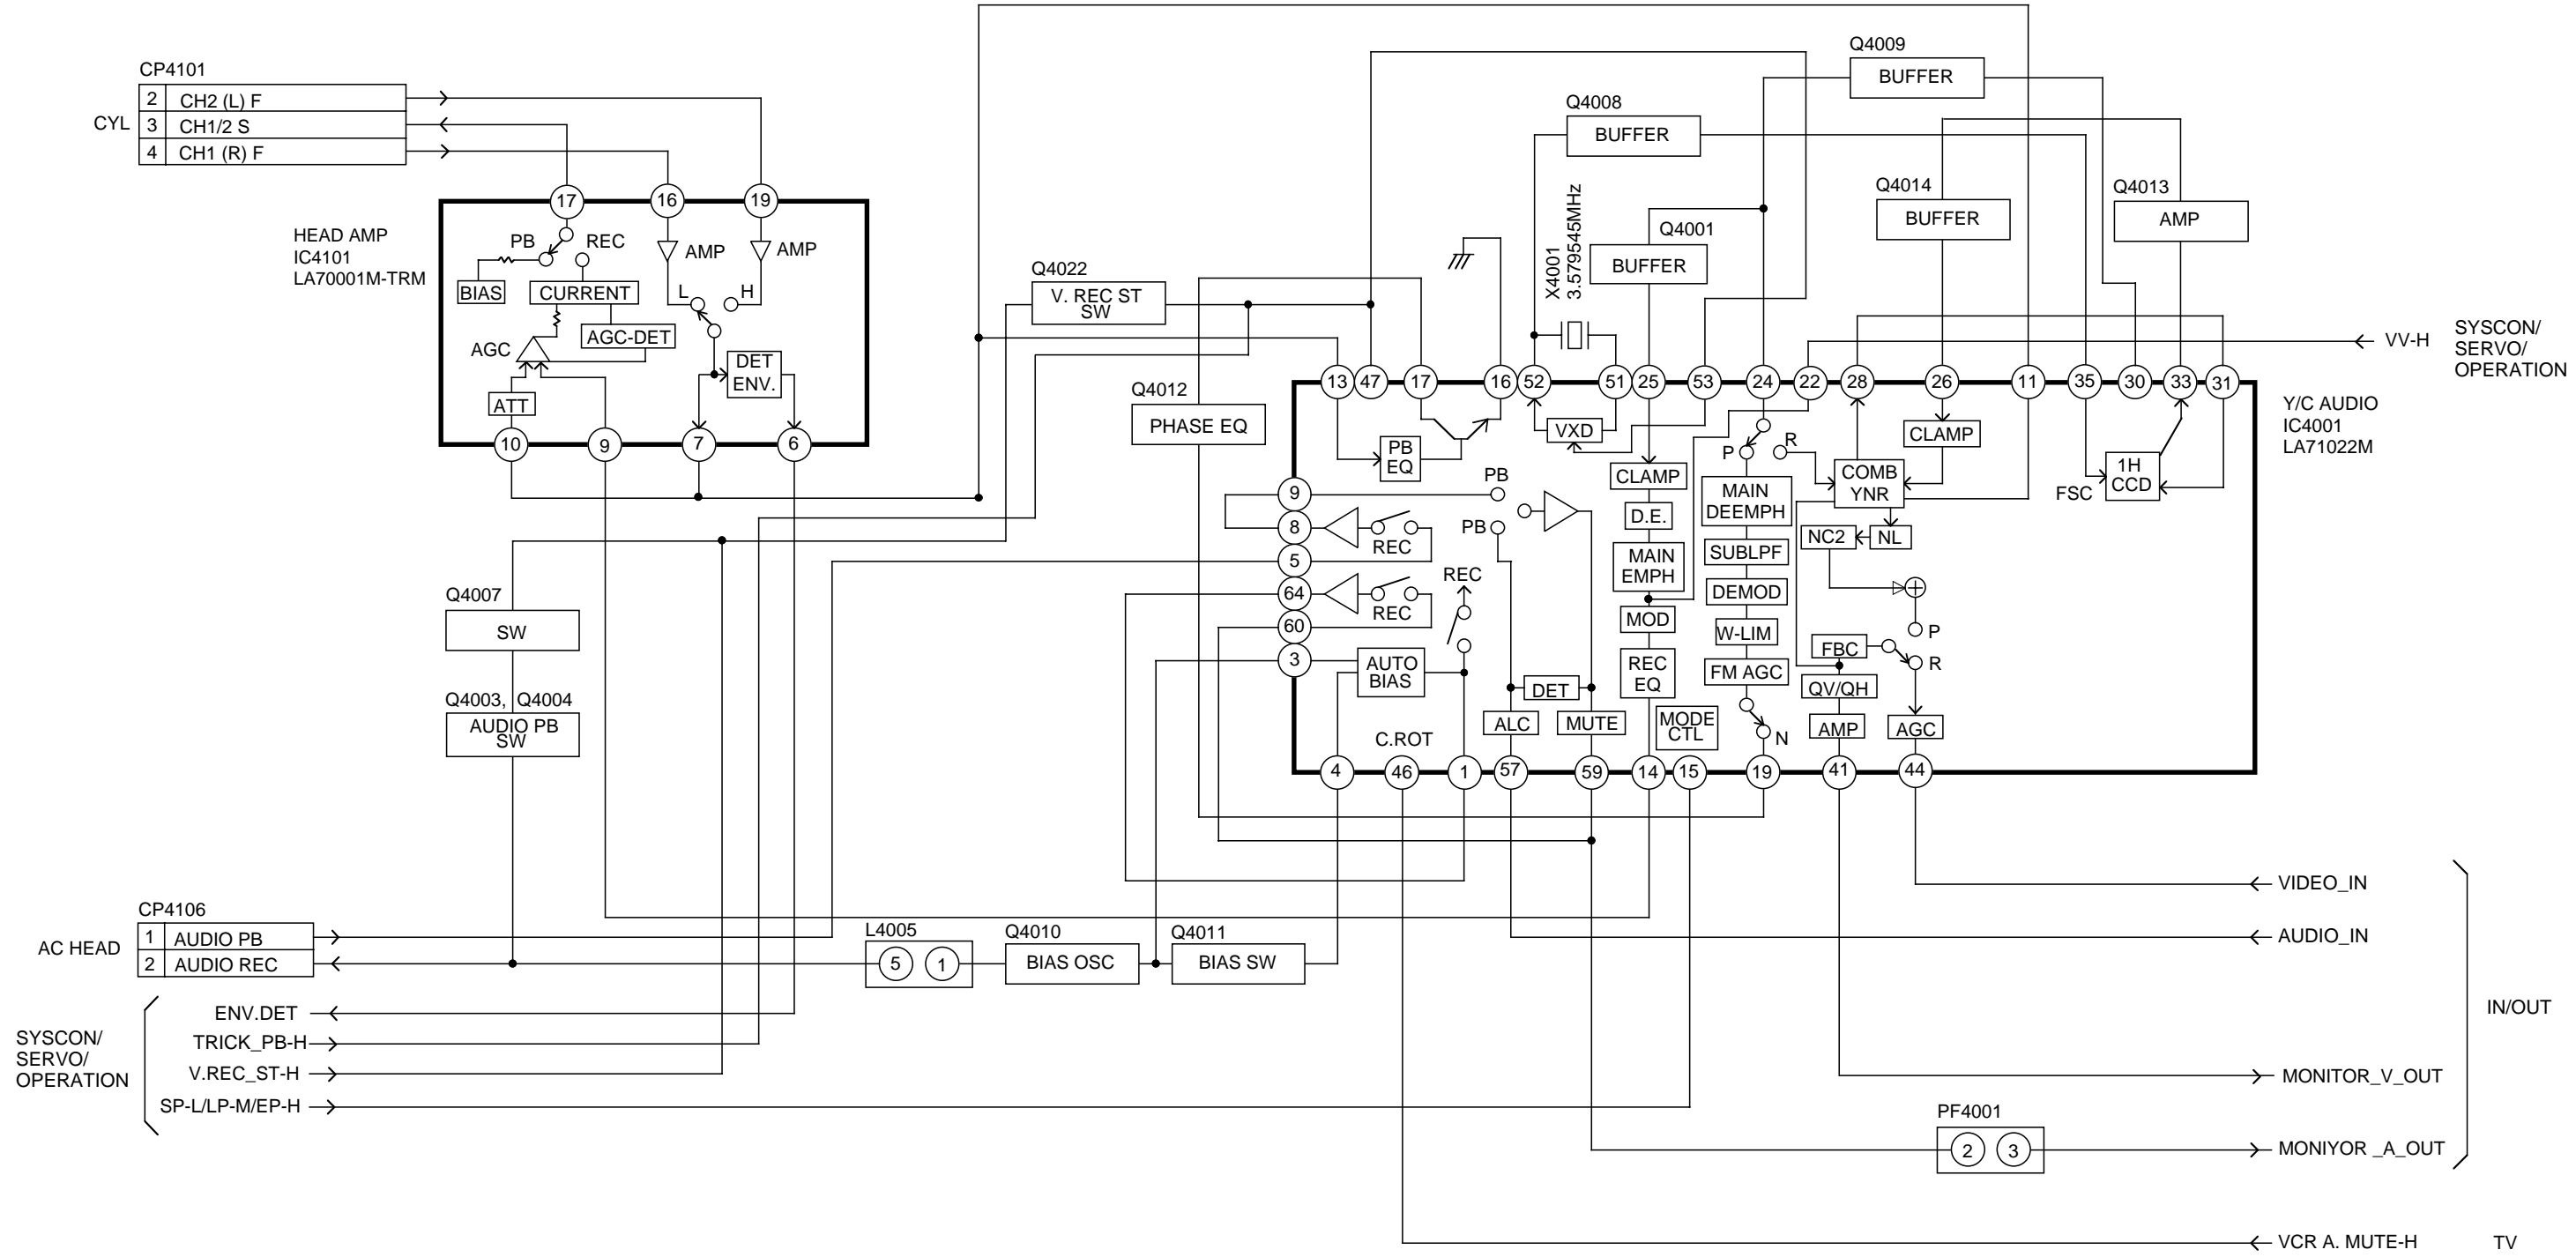 CP4101
CYL
2 CH2 (L) F
3 CH1/2 S
4 CH1 (R) F
HEAD AMP
IC4101
LA70001M-TRM
17
16
19
PB
REC
AMP
AMP
BIAS
CURRENT
L
H
AGC
AGC-DET
DET
ENV.
ATT
10
9
7
6
Q4022
V. REC ST
SW
Q4012
PHASE EQ
Q4008
BUFFER
Q4009
BUFFER
X4001
3.579545MHz
Q4001
BUFFER
Q4014
BUFFER
Q4013
AMP
VV-H
SYSCON/
SERVO/
OPERATION
Y/C AUDIO
IC4001
LA71022M
13
47
17
16
52
51
25
53
24
22
28
26
11
35
30
33
31
PB
EQ
VXD
P
R
CLAMP
CLAMP
COMB
YNR
FSC
1H
CCD
9
8
5
64
60
3
PB
PB
REC
REC
REC
D.E.
MAIN
EMPH
MOD
REC
EQ
MAIN
DEEMPH
SUBLPF
DEMOD
W-LIM
FM AGC
N
NC2
NL
P
R
FBC
QV/QH
AMP
AGC
AUTO
BIAS
DET
ALC
MUTE
MODE
CTL
C.ROT
4
46
1
57
59
14
15
19
41
44
Q4007
SW
Q4003, Q4004
AUDIO PB
SW
CP4106
AC HEAD
1 AUDIO PB
2 AUDIO REC
L4005
5
1
Q4010
BIAS OSC
Q4011
BIAS SW
SYSCON/
SERVO/
OPERATION
ENV.DET
TRICK_PB-H
V.REC_ST-H
SP-L/LP-M/EP-H
VIDEO_IN
AUDIO_IN
IN/OUT
MONITOR_V_OUT
PF4001
2
3
MONIYOR _A_OUT
VCR A. MUTE-H
TV